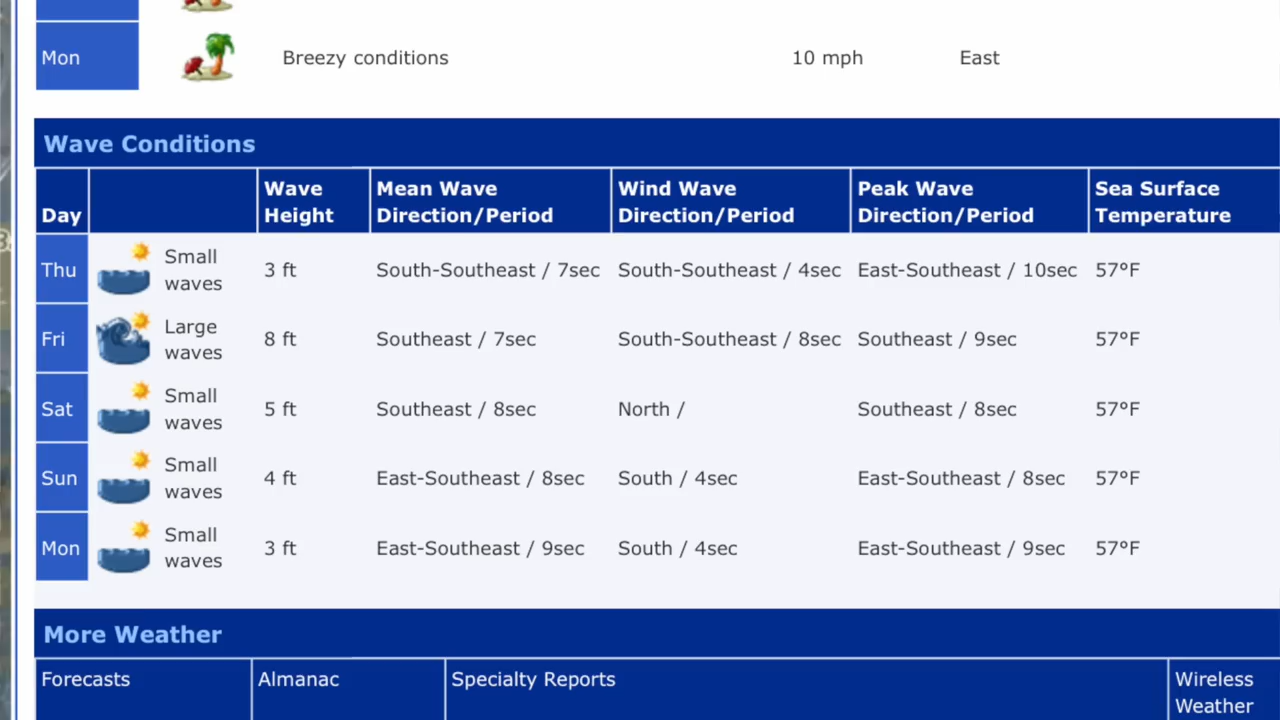 Mon Breezy conditions 10 mph East
Wave Conditions
Day Wave Height Mean Wave Direction/Period Wind Wave Direction/Period Peak Wave Direction/Period Sea Surface Temperature
Thu Small waves 3 ft South-Southeast / 7sec South-Southeast / 4sec East-Southeast / 10sec 57°F
Fri Large waves 8 ft Southeast / 7sec South-Southeast / 8sec Southeast / 9sec 57°F
Sat Small waves 5 ft Southeast / 8sec North / Southeast / 8sec 57°F
Sun Small waves 4 ft East-Southeast / 8sec South / 4sec East-Southeast / 8sec 57°F
Mon Small waves 3 ft East-Southeast / 9sec South / 4sec East-Southeast / 9sec 57°F
More Weather
Forecasts Almanac Specialty Reports Wireless Weather